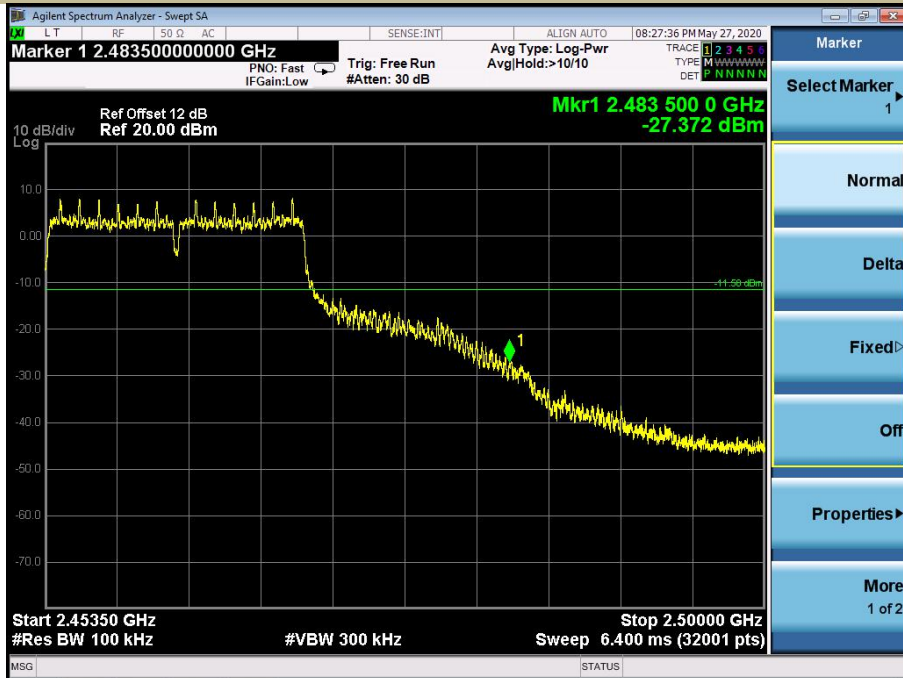 Agilent Spectrum Analyzer - Swept SA
LXI LT RF 50 Ω AC SENSE:INT ALIGN AUTO 08:27:36 PM May 27, 2020
Marker 1 2.483500000000 GHz
PNO: Fast
IFGain:Low
Trig: Free Run
#Atten: 30 dB
Avg Type: Log-Pwr
Avg|Hold:>10/10
TRACE 1 2 3 4 5 6
TYPE M WWWWW
DET P N N N N N
Marker
Select Marker
1
Normal
Delta
Fixed
Off
Properties
More
1 of 2
Mkr1 2.483 500 0 GHz
-27.372 dBm
Ref Offset 12 dB
10 dB/div Ref 20.00 dBm
Log
10.0
0.00
-10.0
-11.58 dBm
-20.0
1
-30.0
-40.0
-50.0
-60.0
-70.0
Start 2.45350 GHz Stop 2.50000 GHz
#Res BW 100 kHz #VBW 300 kHz Sweep 6.400 ms (32001 pts)
MSG STATUS